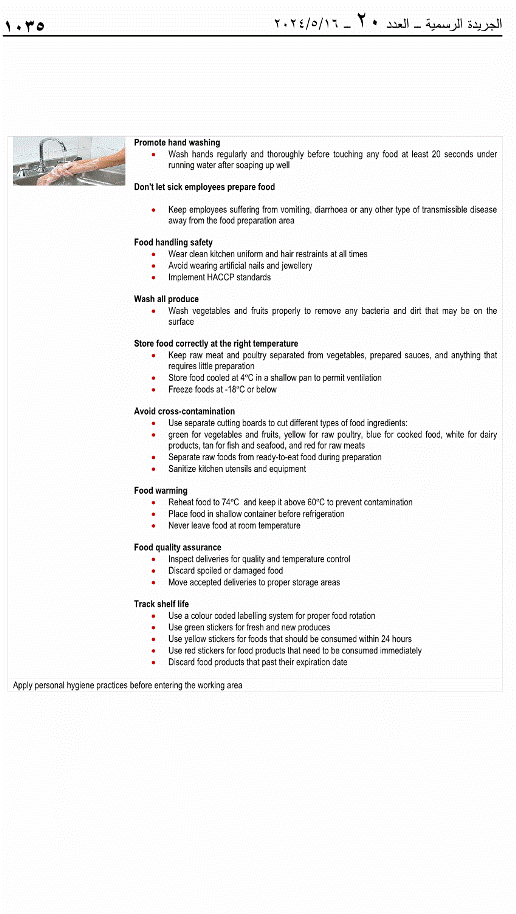 الجريدة الرسمية – العدد ٢٠ – ٢٠٢٤/٥/١٦
١٠٣٥
Promote hand washing
• Wash hands regularly and thoroughly before touching any food at least 20 seconds under
running water after soaping up well
Don't let sick employees prepare food
• Keep employees suffering from vomiting, diarrhoea or any other type of transmissible disease
away from the food preparation area
Food handling safety
• Wear clean kitchen uniform and hair restraints at all times
• Avoid wearing artificial nails and jewellery
• Implement HACCP standards
Wash all produce
• Wash vegetables and fruits properly to remove any bacteria and dirt that may be on the
surface
Store food correctly at the right temperature
• Keep raw meat and poultry separated from vegetables, prepared sauces, and anything that
requires little preparation
• Store food cooled at 4°C in a shallow pan to permit ventilation
• Freeze foods at -18°C or below
Avoid cross-contamination
• Use separate cutting boards to cut different types of food ingredients:
• green for vegetables and fruits, yellow for raw poultry, blue for cooked food, white for dairy
products, tan for fish and seafood, and red for raw meats
• Separate raw foods from ready-to-eat food during preparation
• Sanitize kitchen utensils and equipment
Food warming
• Reheat food to 74°C and keep it above 60°C to prevent contamination
• Place food in shallow container before refrigeration
• Never leave food at room temperature
Food quality assurance
• Inspect deliveries for quality and temperature control
• Discard spoiled or damaged food
• Move accepted deliveries to proper storage areas
Track shelf life
• Use a colour coded labelling system for proper food rotation
• Use green stickers for fresh and new produces
• Use yellow stickers for foods that should be consumed within 24 hours
• Use red stickers for food products that need to be consumed immediately
• Discard food products that past their expiration date
Apply personal hygiene practices before entering the working area